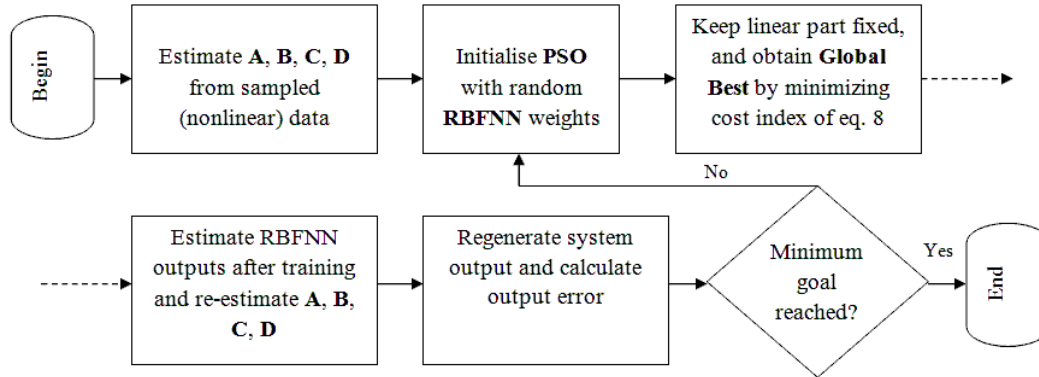 Begin
Estimate A, B, C, D
from sampled
(nonlinear) data
Initialise PSO
with random
RBFNN weights
Keep linear part fixed,
and obtain Global
Best by minimizing
cost index of eq. 8
No
Estimate RBFNN
outputs after training
and re-estimate A, B,
C, D
Regenerate system
output and calculate
output error
Minimum
goal
reached?
Yes
End